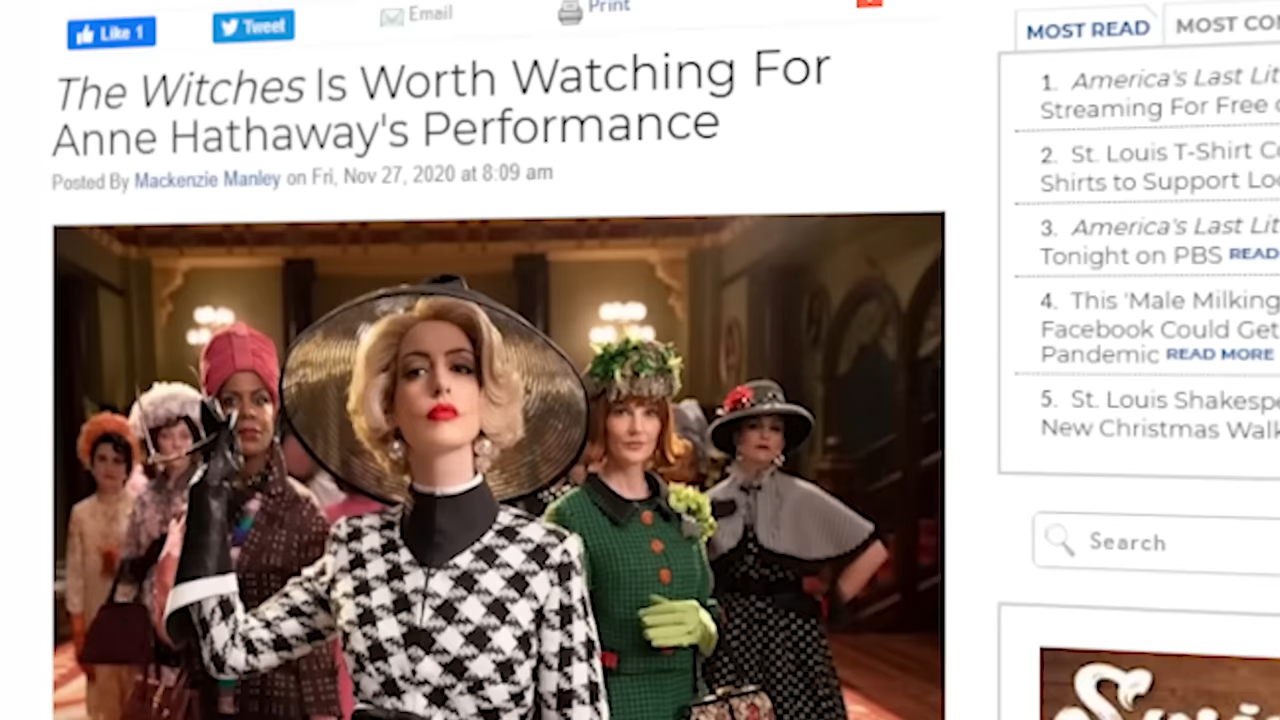 Like 1
Tweet
Email
Print
The Witches Is Worth Watching For
Anne Hathaway's Performance
Posted By Mackenzie Manley on Fri, Nov 27, 2020 at 8:09 am
MOST READ
MOST
1. America's Last
Streaming For Free
2. St. Louis T-Shirt
Shirts to Support
3. America's Last
Tonight on PBS READ
4. This 'Male Milking
Facebook Could Get
Pandemic READ MORE
5. St. Louis
New Christmas
Search